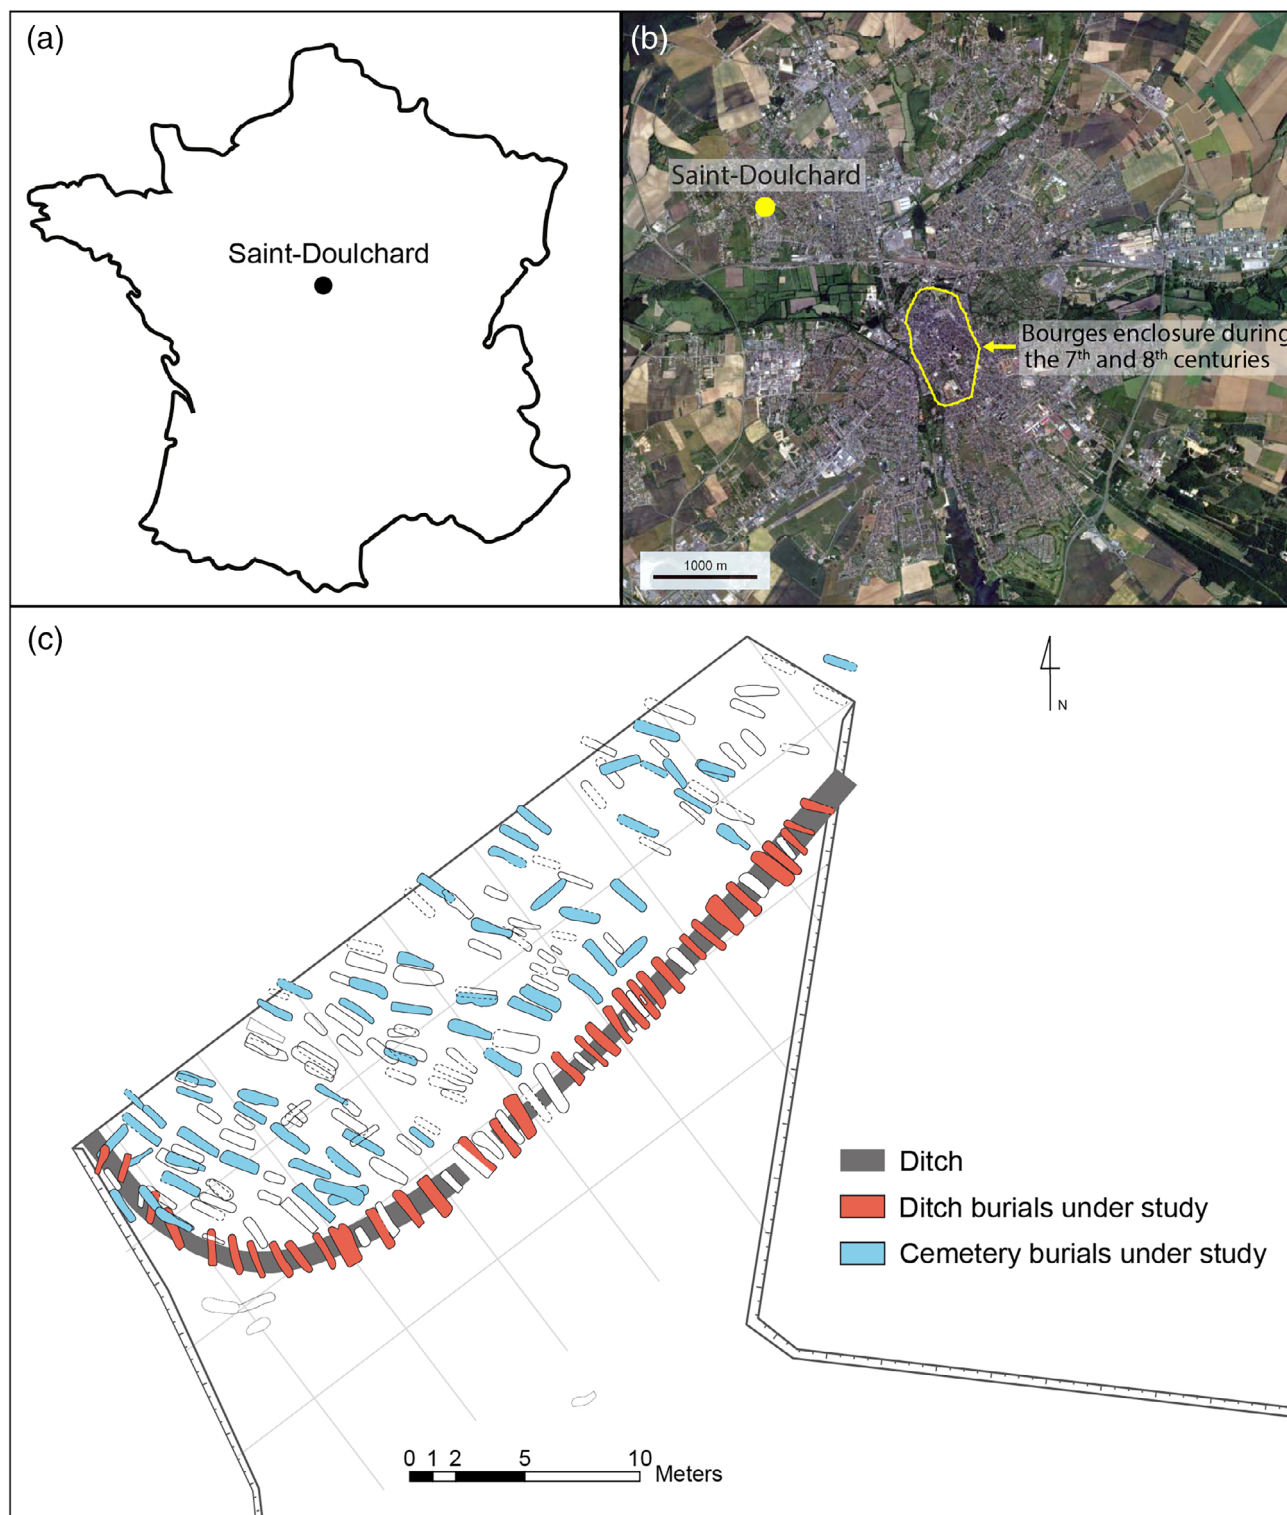 (a)
Saint-Doulchard
(b)
Saint-Doulchard
Bourges enclosure during
the 7th and 8th centuries
1000 m
(c)
N
Ditch
Ditch burials under study
Cemetery burials under study
0 1 2 5 10
Meters